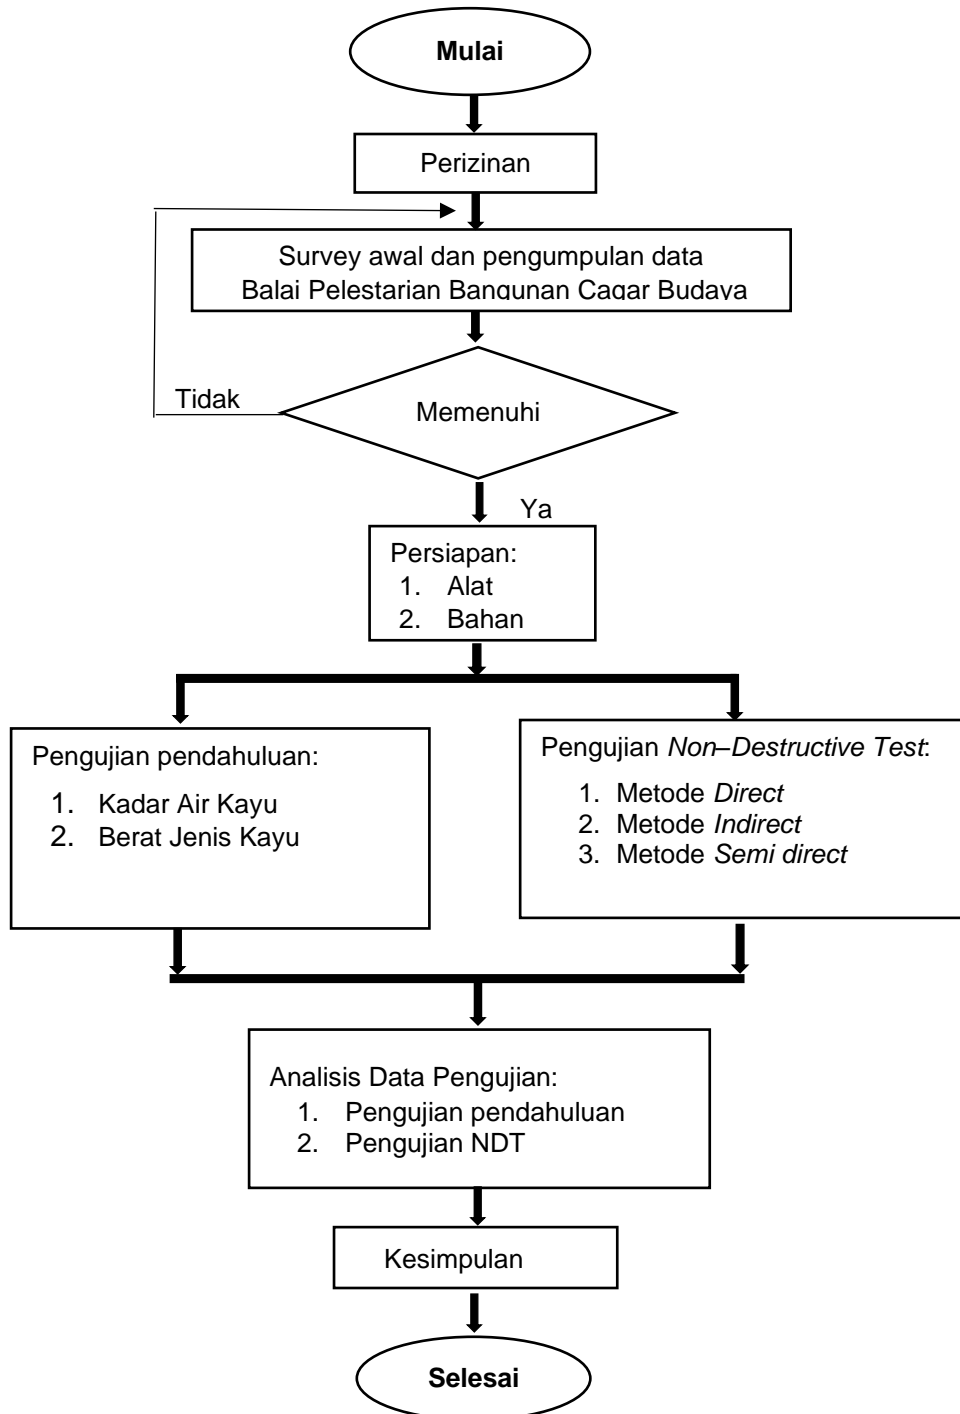 Mulai
Perizinan
Survey awal dan pengumpulan data
Balai Pelestarian Bangunan Cagar Budaya
Tidak
Memenuhi
Ya
Persiapan:
1. Alat
2. Bahan
Pengujian pendahuluan:
1. Kadar Air Kayu
2. Berat Jenis Kayu
Pengujian Non–Destructive Test:
1. Metode Direct
2. Metode Indirect
3. Metode Semi direct
Analisis Data Pengujian:
1. Pengujian pendahuluan
2. Pengujian NDT
Kesimpulan
Selesai